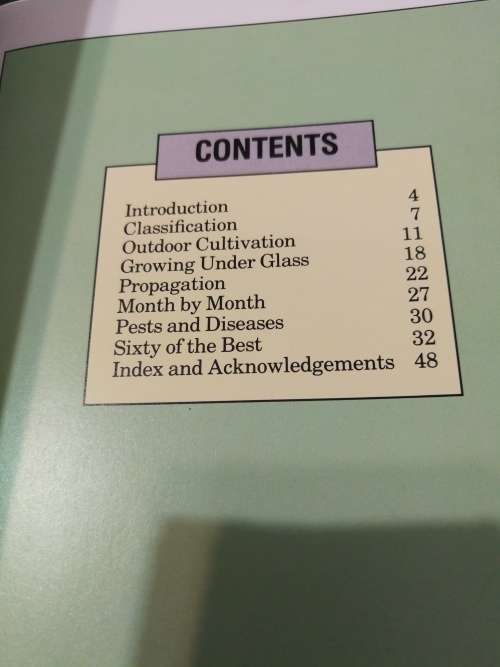 CONTENTS
Introduction 4
Classification 7
Outdoor Cultivation 11
Growing Under Glass 18
Propagation 22
Month by Month 27
Pests and Diseases 30
Sixty of the Best 32
Index and Acknowledgements 48